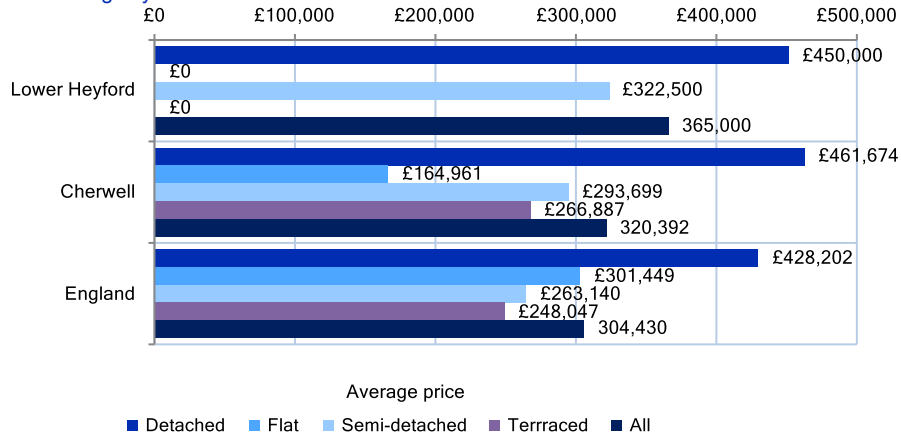 £0 £100,000 £200,000 £300,000 £400,000 £500,000
£450,000
£0
Lower Heyford £322,500
£0
365,000
£461,674
£164,961
Cherwell £293,699
£266,887
320,392
£428,202
£301,449
England £263,140
£248,047
304,430
Average price
Detached Flat Semi-detached Terrraced All